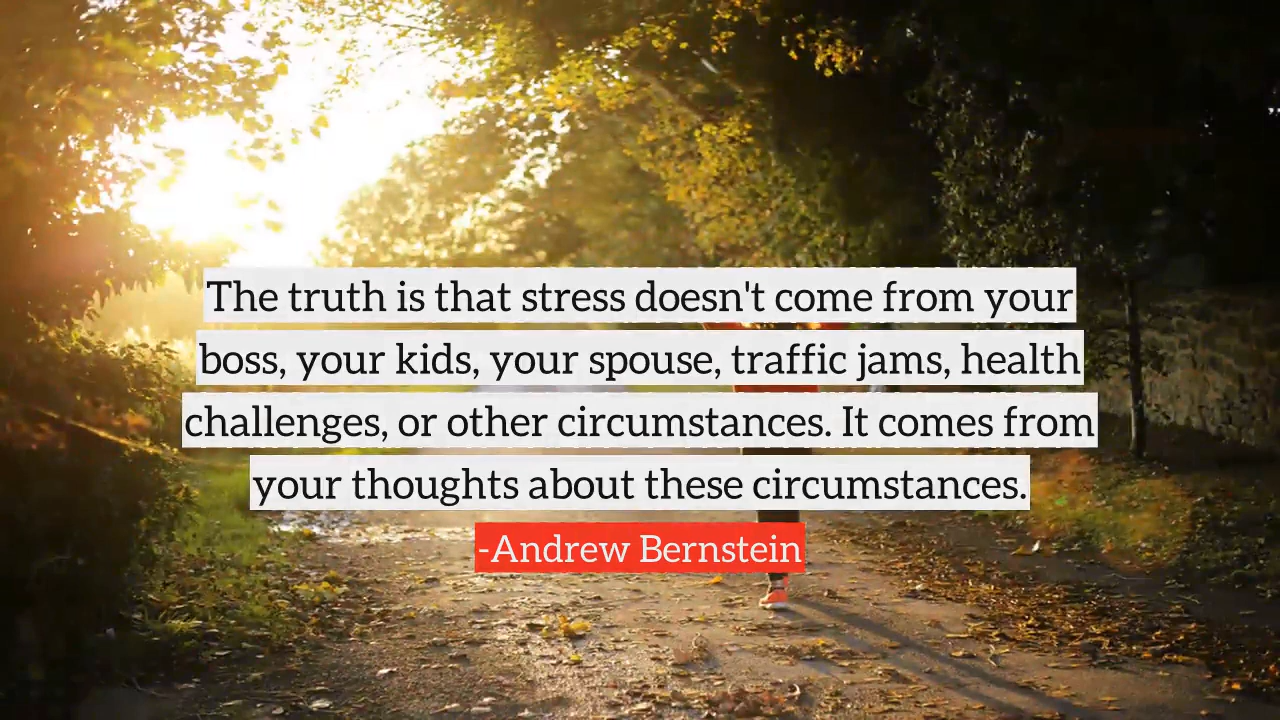 The truth is that stress doesn't come from your
boss, your kids, your spouse, traffic jams, health
challenges, or other circumstances. It comes from
your thoughts about these circumstances.
-Andrew Bernstein